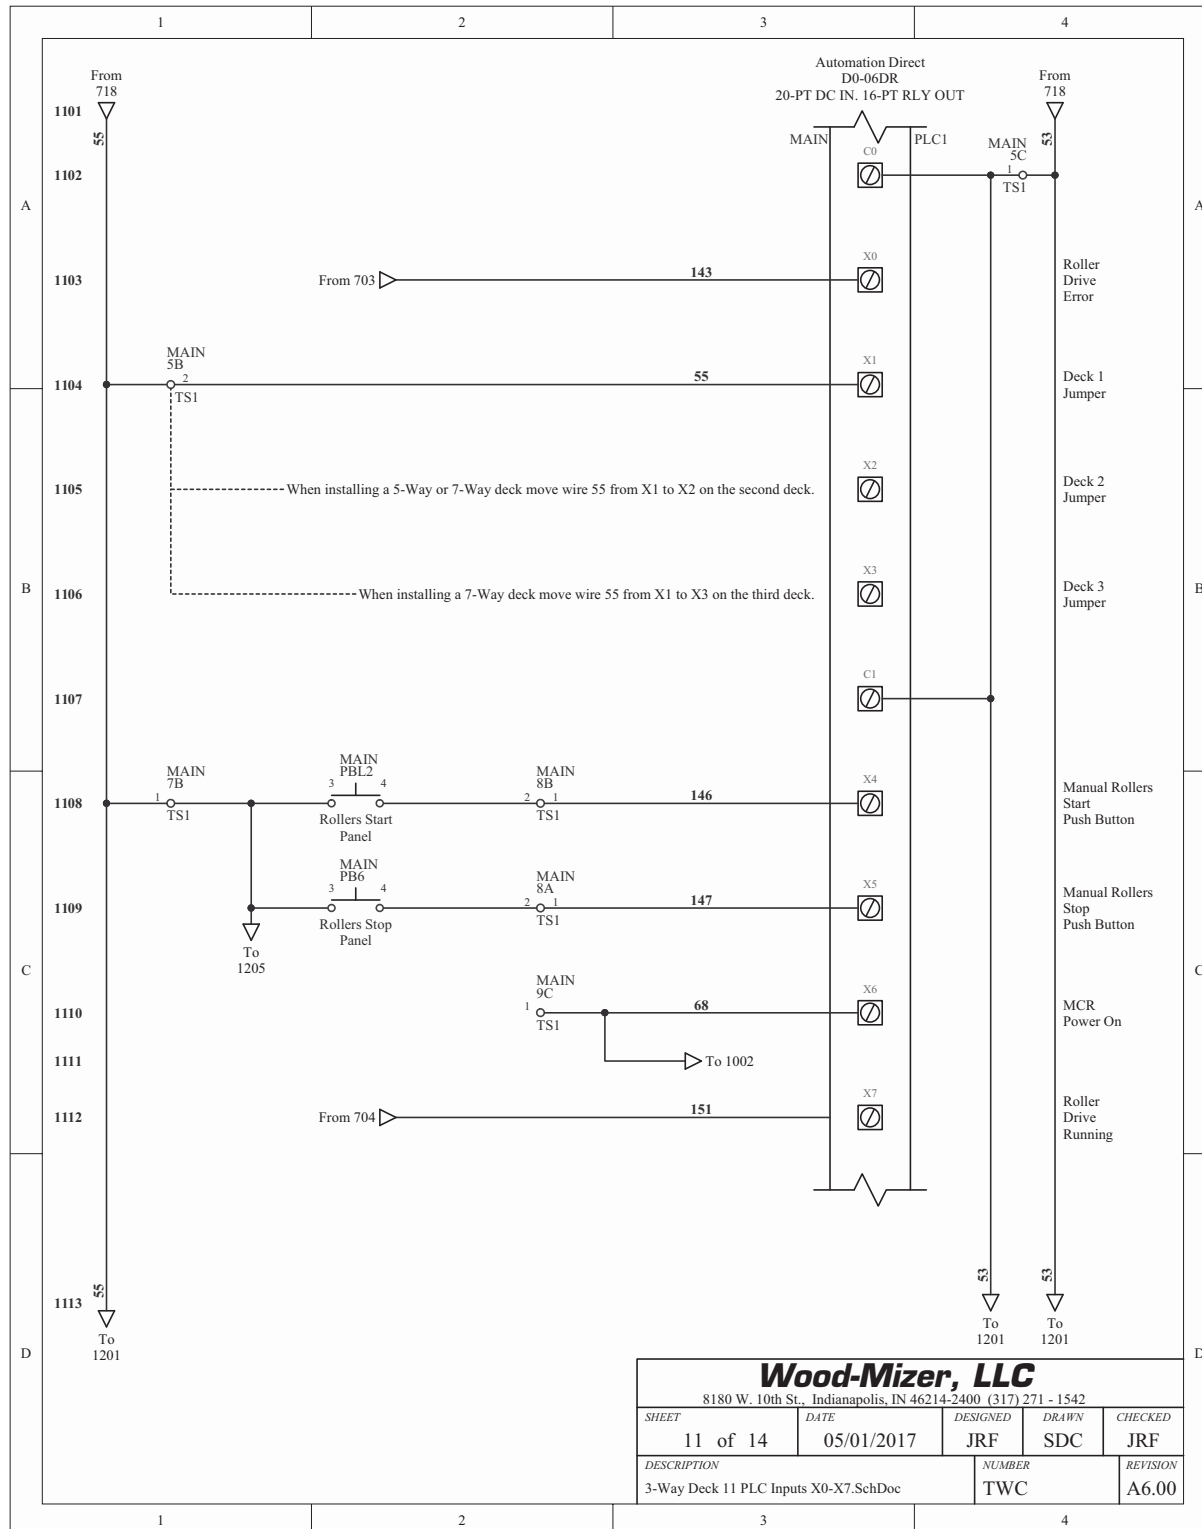 1 2 3 4
Automation Direct
D0-06DR
20-PT DC IN. 16-PT RLY OUT
From
718
From
718
1101
55
53
MAIN
PLC1
C0
MAIN
5C
1
TS1
1102
A
A
1103
From 703
143
X0
Roller
Drive
Error
MAIN
5B
2
TS1
1104
55
X1
Deck 1
Jumper
1105
When installing a 5-Way or 7-Way deck move wire 55 from X1 to X2 on the second deck.
X2
Deck 2
Jumper
B
B
1106
When installing a 7-Way deck move wire 55 from X1 to X3 on the third deck.
X3
Deck 3
Jumper
1107
C1
MAIN
7B
1
TS1
MAIN
PBL2
3 4
Rollers Start
Panel
MAIN
8B
2 1
TS1
1108
146
X4
Manual Rollers
Start
Push Button
MAIN
PB6
3 4
Rollers Stop
Panel
MAIN
8A
2 1
TS1
1109
147
X5
Manual Rollers
Stop
Push Button
To
1205
C
C
MAIN
9C
1
TS1
1110
68
X6
MCR
Power On
1111
To 1002
1112
From 704
151
X7
Roller
Drive
Running
1113
55
53
53
To
1201
To
1201
To
1201
D
D
Wood-Mizer, LLC
8180 W. 10th St., Indianapolis, IN 46214-2400 (317) 271 - 1542
SHEET DATE DESIGNED DRAWN CHECKED
11 of 14 05/01/2017 JRF SDC JRF
DESCRIPTION NUMBER REVISION
3-Way Deck 11 PLC Inputs X0-X7.SchDoc TWC A6.00
1 2 3 4